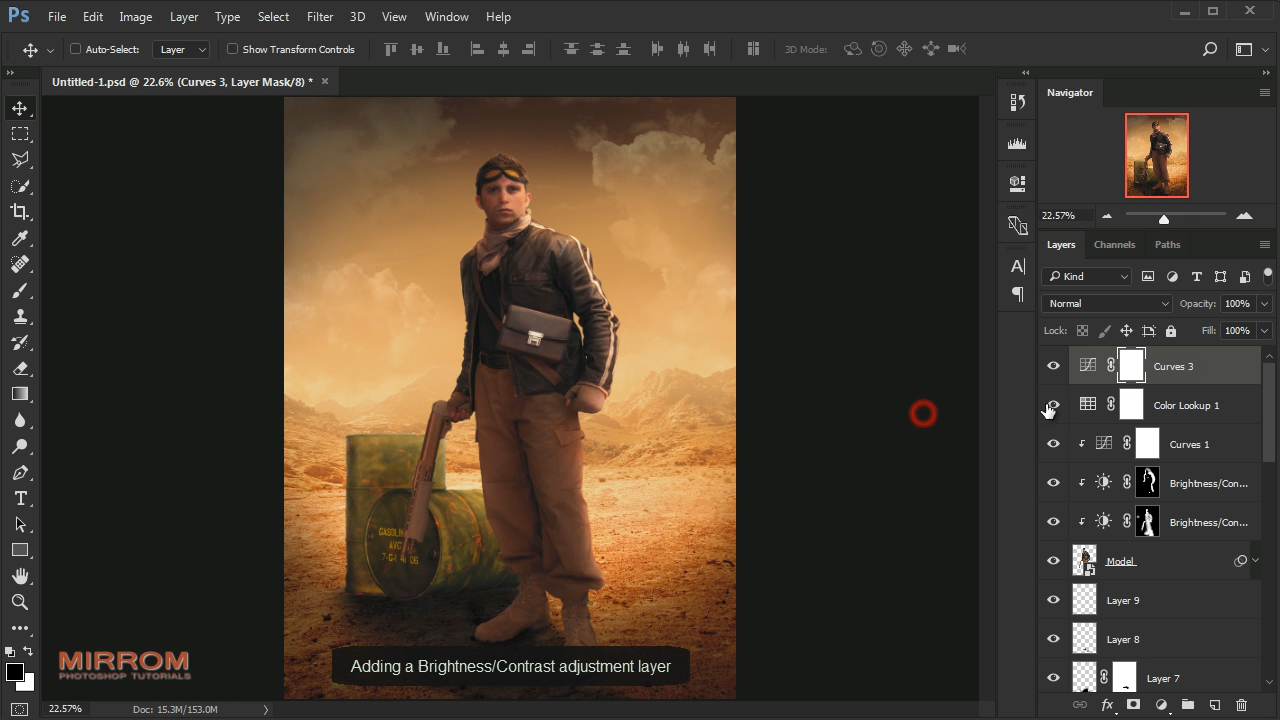 Ps File Edit Image Layer Type Select Filter 3D View Window Help
Auto-Select: Layer Show Transform Controls 3D Mode:
Untitled-1.psd @ 22.6% (Curves 3, Layer Mask/8) * ×
Navigator
22.57%
Layers Channels Paths
Kind
Normal Opacity: 100%
Lock: Fill: 100%
Curves 3
Color Lookup 1
Curves 1
Brightness/Con...
Brightness/Con...
Model
Layer 9
Layer 8
Layer 7
fx
A
T
GASOLIN
MIRROM
PHOTOSHOP TUTORIALS
Adding a Brightness/Contrast adjustment layer
22.57% Doc: 15.3M/153.0M